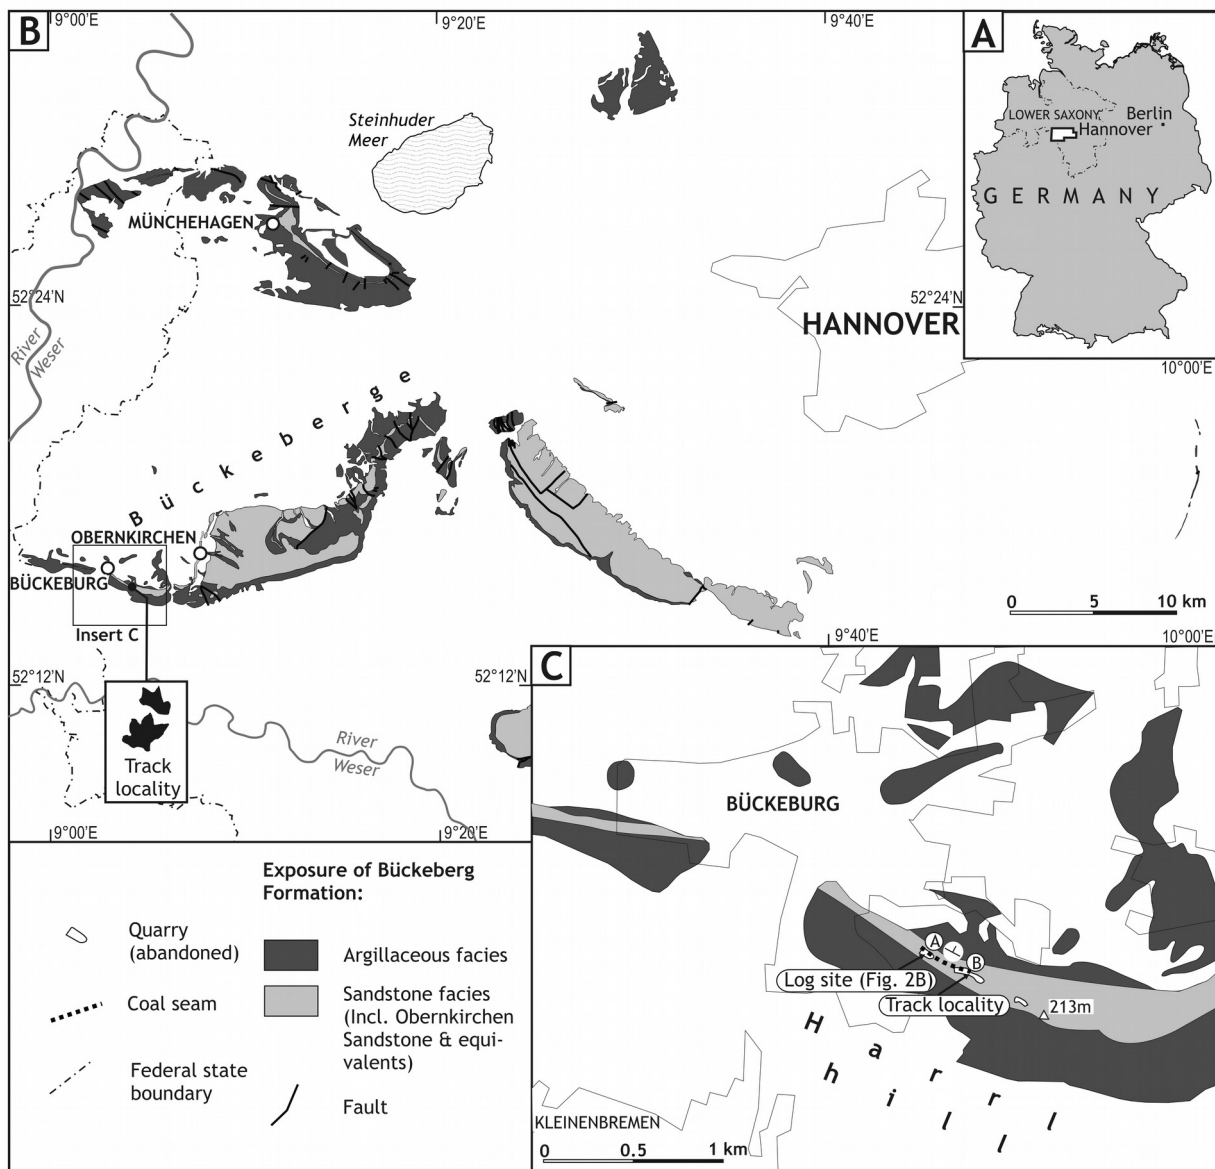 B
9°00'E
9°20'E
9°40'E
A
LOWER SAXONY
Berlin
Hannover
GERMANY
Steinhuder
Meer
MÜNCHEHAGEN
52°24'N
52°24'N
River
Weser
HANNOVER
10°00'E
Bückeberge
OBERNKIRCHEN
BÜCKEBURG
Insert C
0 5 10 km
9°40'E
10°00'E
52°12'N
52°12'N
River
Weser
Track
locality
9°00'E
9°20'E
C
BÜCKEBURG
A
B
Log site (Fig. 2B)
Track locality
213m
Harrl
hill
KLEINENBREMEN
0 0.5 1 km
Exposure of Bückeberg
Formation:
Quarry
(abandoned)
Argillaceous facies
Coal seam
Sandstone facies
(Incl. Obernkirchen
Sandstone & equi-
valents)
Federal state
boundary
Fault